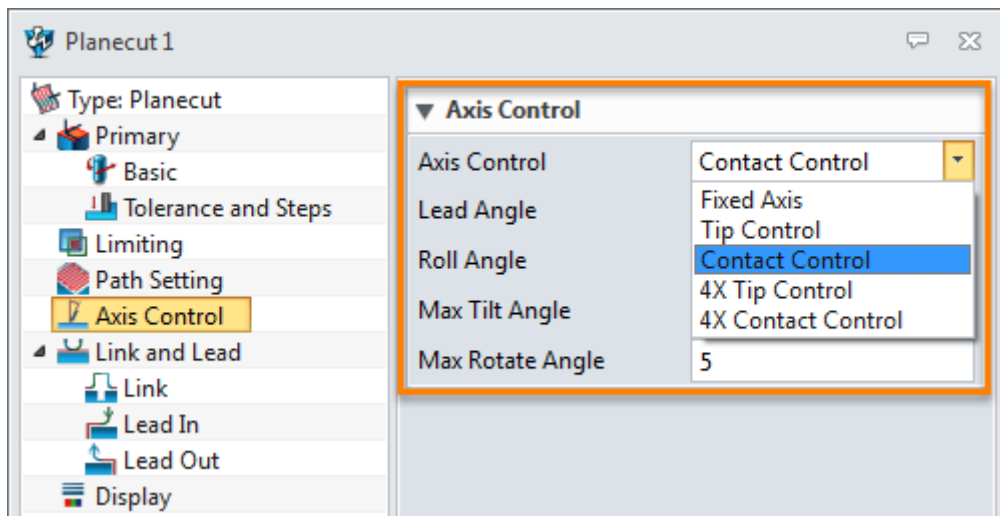 Planecut 1
Type: Planecut
Primary
Basic
Tolerance and Steps
Limiting
Path Setting
Axis Control
Link and Lead
Link
Lead In
Lead Out
Display
Axis Control
Axis Control Contact Control
Lead Angle
Roll Angle
Max Tilt Angle
Max Rotate Angle 5
Fixed Axis
Tip Control
Contact Control
4X Tip Control
4X Contact Control